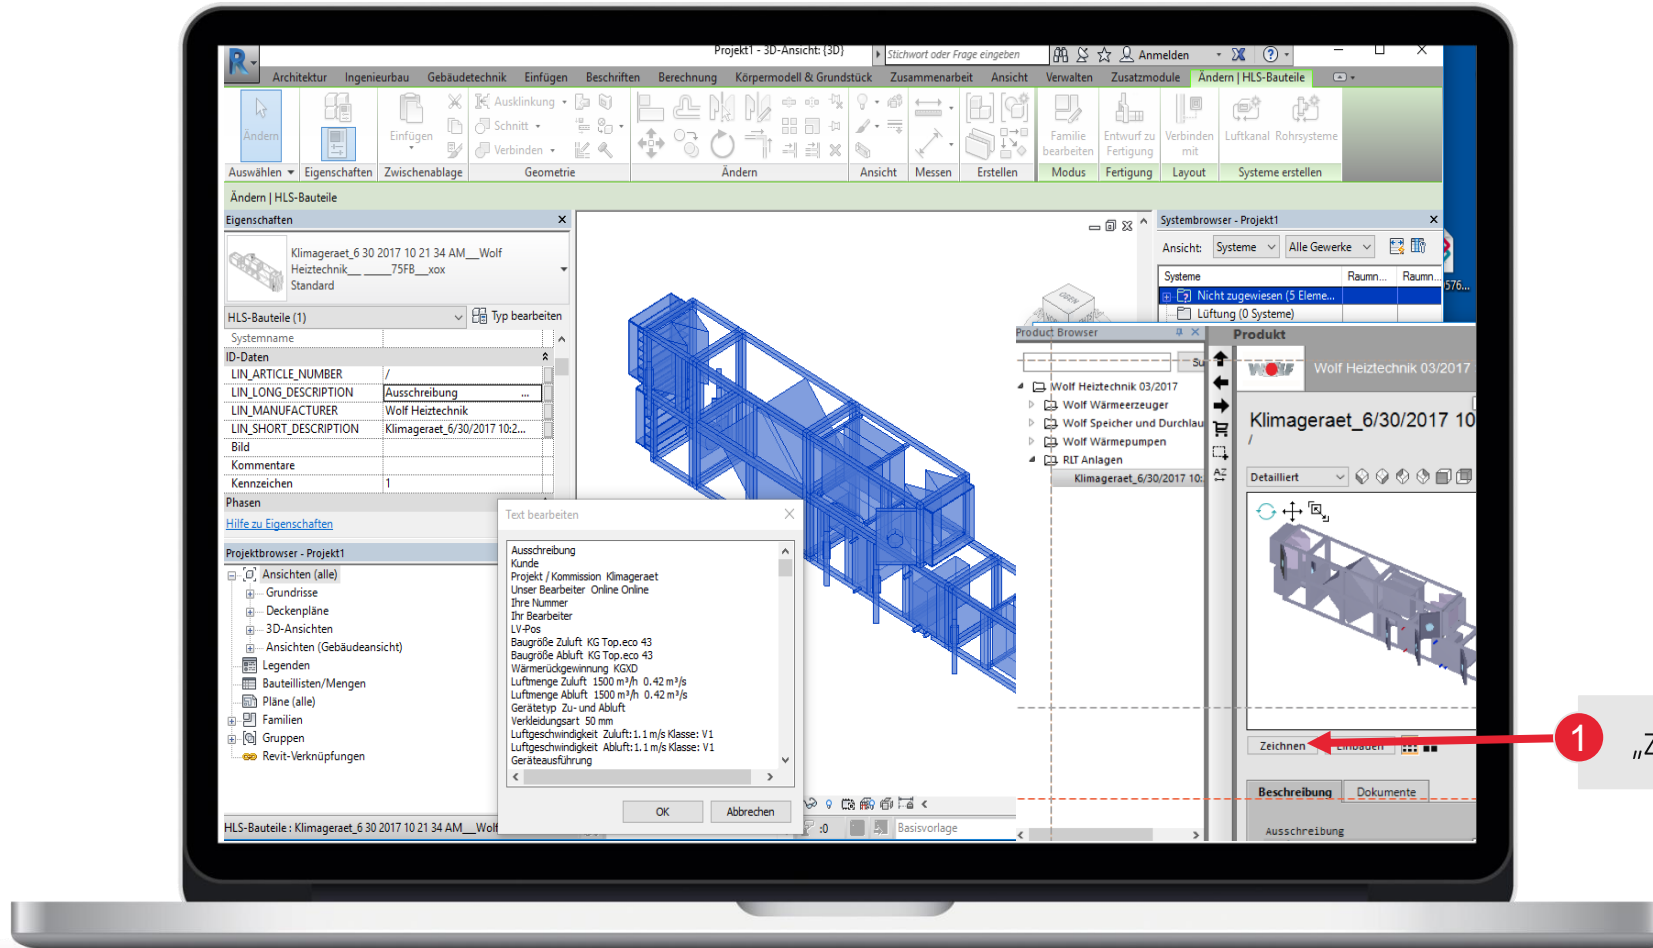 Projekt1 - 3D-Ansicht: {3D}
Stichwort oder Frage eingeben
Anmelden
Architektur Ingenieurbau Gebäudetechnik Einfügen Beschriften Berechnung Körpermodell & Grundstück Zusammenarbeit Ansicht Verwalten Zusatzmodule Ändern | HLS-Bauteile
Ändern
Einfügen
Ausklinkung
Schnitt
Verbinden
Familie bearbeiten
Entwurf zu Fertigung
Verbinden mit
Luftkanal Rohrsysteme
Auswählen Eigenschaften Zwischenablage Geometrie Ändern Ansicht Messen Erstellen Modus Fertigung Layout Systeme erstellen
Ändern | HLS-Bauteile
Eigenschaften
Klimageraet_6 30
2017 10 21 34 AM__Wolf
Heiztechnik__ ____75FB__xox
Standard
HLS-Bauteile (1)
Typ bearbeiten
Systemname
ID-Daten
LIN_ARTICLE_NUMBER /
LIN_LONG_DESCRIPTION Ausschreibung ...
LIN_MANUFACTURER Wolf Heiztechnik
LIN_SHORT_DESCRIPTION Klimageraet_6/30/2017 10:2...
Bild
Kommentare
Kennzeichen 1
Phasen
Hilfe zu Eigenschaften
Projektbrowser - Projekt1
Ansichten (alle)
Grundrisse
Deckenpläne
3D-Ansichten
Ansichten (Gebäudeansicht)
Legenden
Bauteillisten/Mengen
Pläne (alle)
Familien
Gruppen
Revit-Verknüpfungen
HLS-Bauteile : Klimageraet_6 30 2017 10 21 34 AM__Wolf
Text bearbeiten
Ausschreibung
Kunde
Projekt / Kommission Klimageraet
Unser Bearbeiter Online Online
Ihre Nummer
Ihr Bearbeiter
LV-Pos
Baugröße Zuluft KG Top.eco 43
Baugröße Abluft KG Top.eco 43
Wärmerückgewinnung KGXD
Luftmenge Zuluft 1500 m³/h 0.42 m³/s
Luftmenge Abluft 1500 m³/h 0.42 m³/s
Gerätetyp Zu- und Abluft
Verkleidungsart 50 mm
Luftgeschwindigkeit Zuluft:1.1 m/s Klasse: V1
Luftgeschwindigkeit Abluft:1.1 m/s Klasse: V1
Geräteausführung
OK Abbrechen
:0
Basisvorlage
Systembrowser - Projekt1
Ansicht: Systeme Alle Gewerke
Systeme Raumn... Raumn...
Nicht zugewiesen (5 Eleme...
Lüftung (0 Systeme)
576...
Product Browser
Su
Wolf Heiztechnik 03/2017
Wolf Wärmeerzeuger
Wolf Speicher und Durchlau
Wolf Wärmepumpen
RLT Anlagen
Klimageraet_6/30/2017 10:
AZ
Produkt
WOLF
Wolf Heiztechnik 03/2017
Klimageraet_6/30/2017 10
/
Detailliert
Zeichnen
Einbauen
Beschreibung Dokumente
Ausschreibung
1
„Z